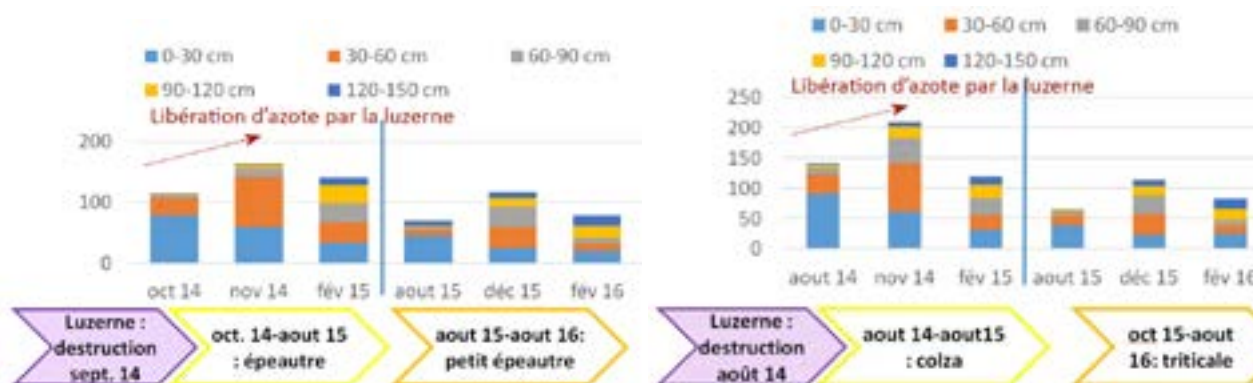 0-30 cm 30-60 cm 60-90 cm
90-120 cm 120-150 cm
Libération d'azote par la luzerne
200
100
0
oct 14 nov 14 fév 15 aout 15 déc 15 fév 16
Luzerne :
destruction
sept. 14
oct. 14-aout 15
: épeautre
aout 15-aout 16:
petit épeautre
0-30 cm 30-60 cm 60-90 cm
90-120 cm 120-150 cm
Libération d'azote par la luzerne
250
200
150
100
50
0
aout 14 nov 14 fév 15 aout 15 déc 15 fév 16
Luzerne :
destruction
août 14
aout 14-aout15
: colza
oct 15-aout
16: triticale